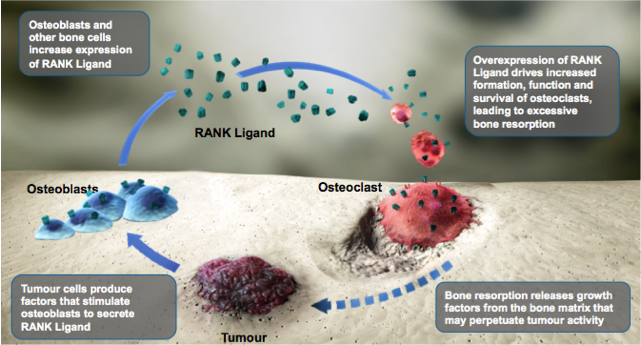 Osteoblasts and
other bone cells
increase expression
of RANK Ligand
Overexpression of RANK
Ligand drives increased
formation, function and
survival of osteoclasts,
leading to excessive
bone resorption
RANK Ligand
Osteoblasts
Osteoclast
Tumour cells produce
factors that stimulate
osteoblasts to secrete
RANK Ligand
Tumour
Bone resorption releases growth
factors from the bone matrix that
may perpetuate tumour activity